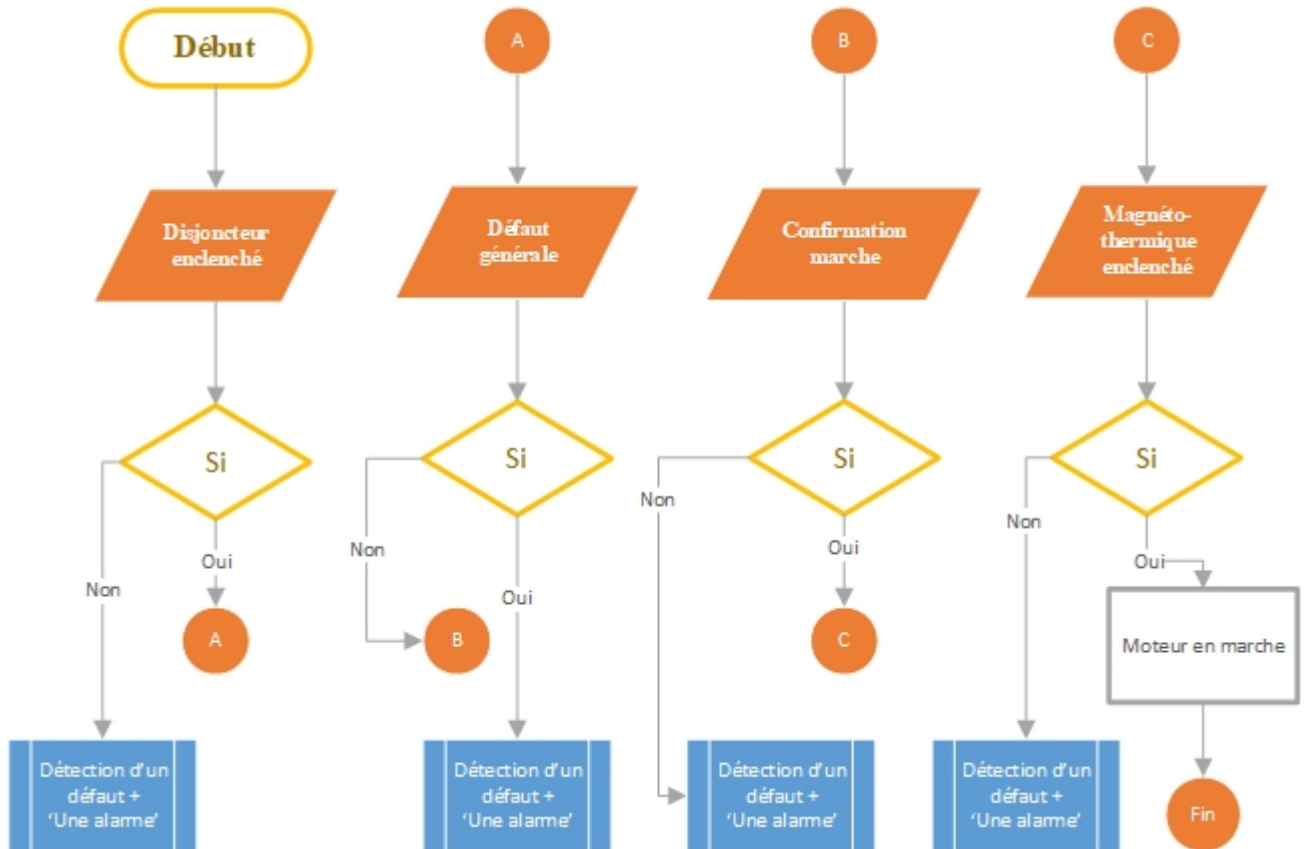 Début
Disjoncteur
enclenché
Si
Non
Oui
A
Détection d'un
défaut +
'Une alarme'
A
Défaut
générale
Si
Non
Oui
B
Détection d'un
défaut +
'Une alarme'
B
Confirmation
marche
Si
Non
Oui
C
Détection d'un
défaut +
'Une alarme'
C
Magnéto-
thermique
enclenché
Si
Non
Oui
Moteur en marche
Détection d'un
défaut +
'Une alarme'
Fin